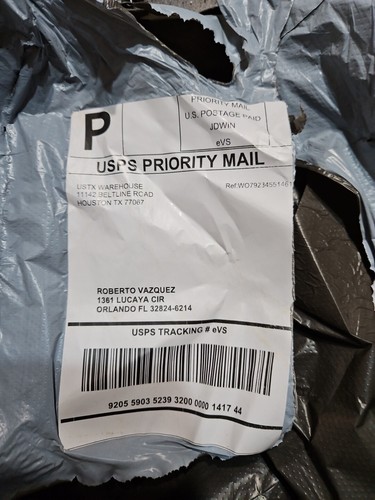 P
PRIORITY MAIL
U.S. POSTAGE PAID
JDWIN
eVS
USPS PRIORITY MAIL
USTX WAREHOUSE
11142 BELTLINE ROAD
HOUSTON TX 77067
ROBERTO VAZQUEZ
1361 LUCAYA CIR
ORLANDO FL 32824-6214
USPS TRACKING # eVS
9205 5903 5239 3200 0000 1417 44